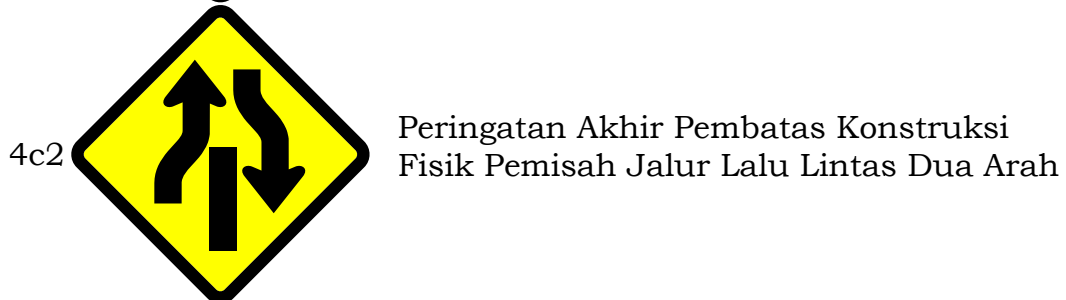 4c2
Peringatan Akhir Pembatas Konstruksi
Fisik Pemisah Jalur Lalu Lintas Dua Arah